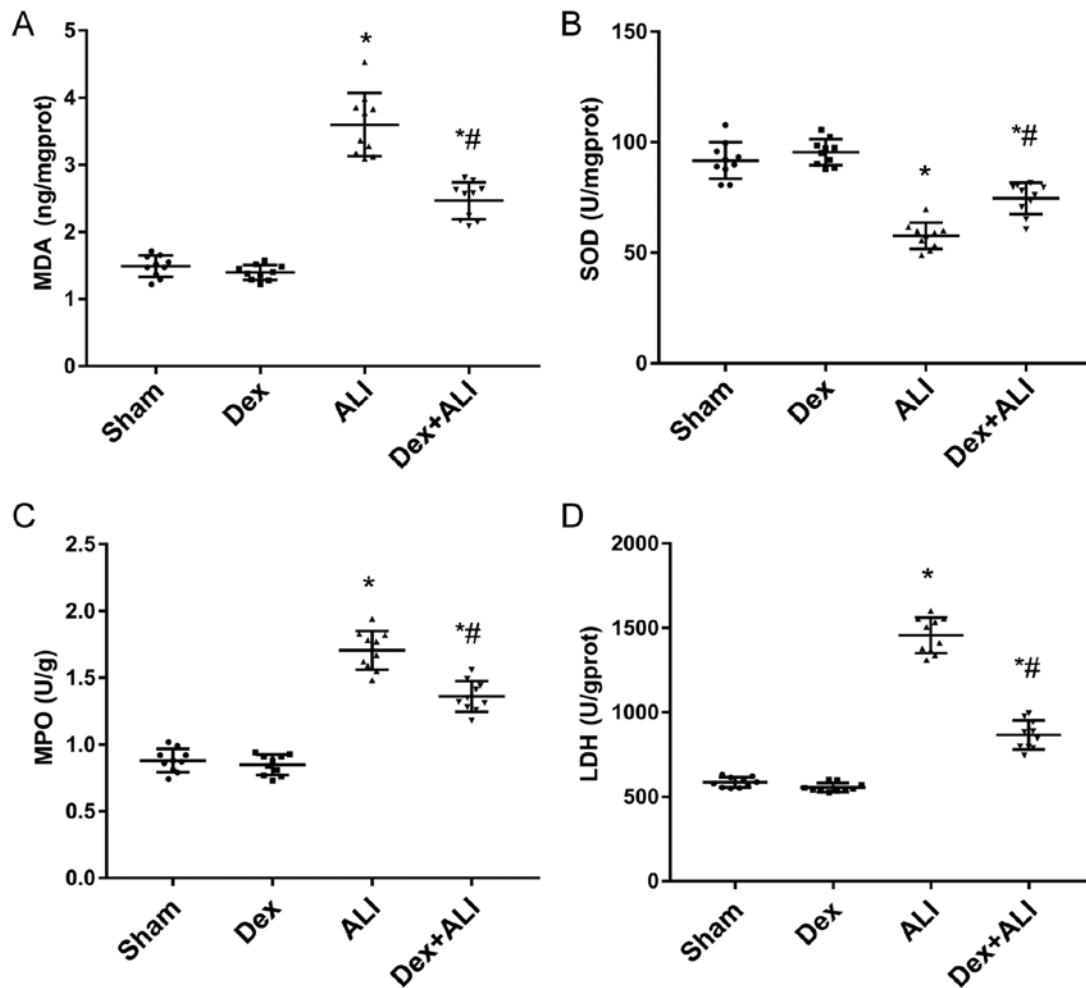 A
MDA (ng/mgprot)
5
4
3
2
1
0
*
*#
Sham
Dex
ALI
Dex+ALI
B
SOD (U/mgprot)
150
100
50
0
*
*#
Sham
Dex
ALI
Dex+ALI
C
MPO (U/g)
2.5
2.0
1.5
1.0
0.5
0.0
*
*#
Sham
Dex
ALI
Dex+ALI
D
LDH (U/gprot)
2000
1500
1000
500
0
*
*#
Sham
Dex
ALI
Dex+ALI